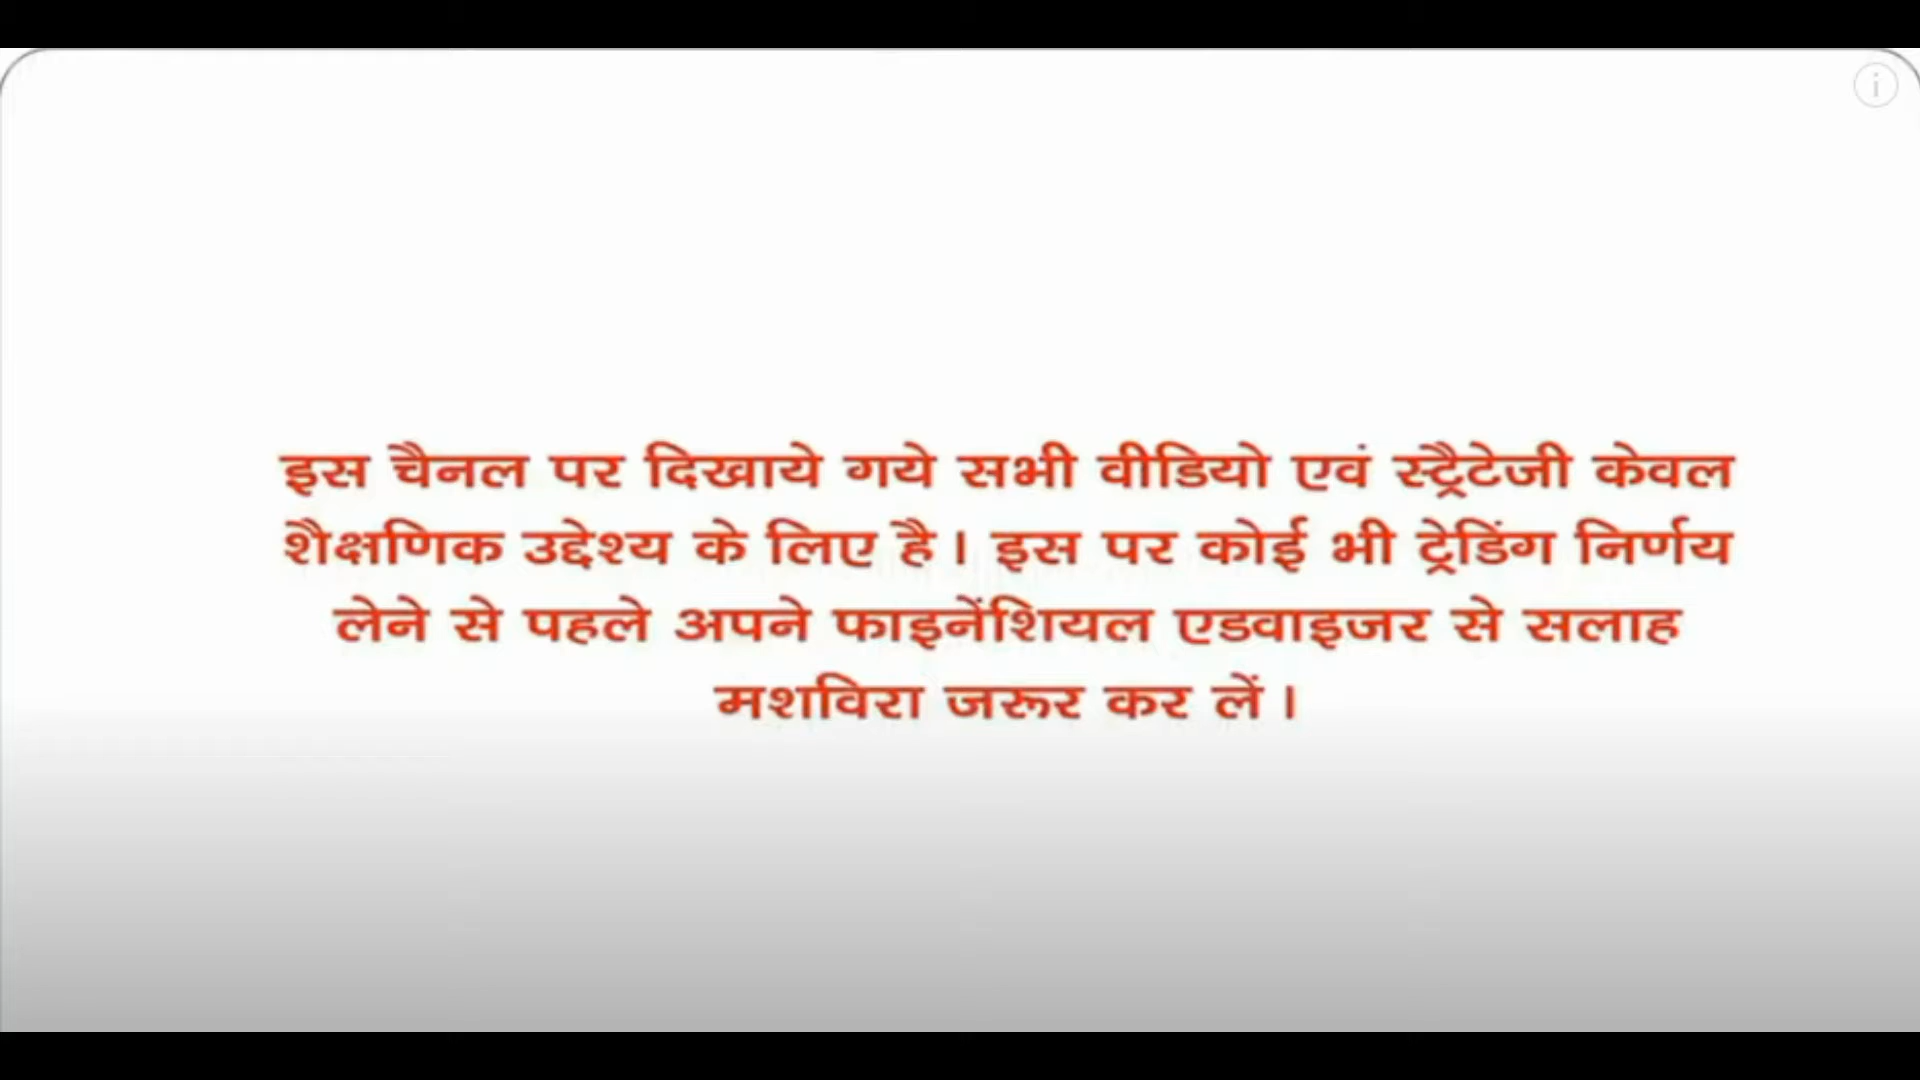 इस चैनल पर दिखाये गये सभी वीडियो एवं स्ट्रैटेजी केवल
शैक्षणिक उद्देश्य के लिए है। इस पर कोई भी ट्रेडिंग निर्णय
लेने से पहले अपने फाइनेंशियल एडवाइजर से सलाह
मशविरा जरूर कर लें।